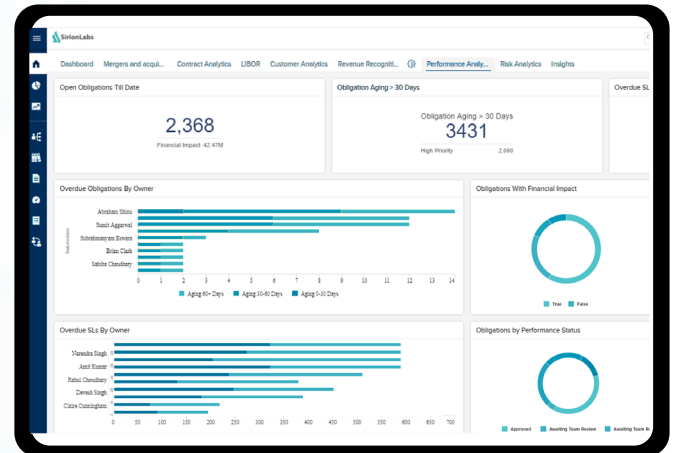 SirionLabs
Dashboard Mergers and acqui... Contract Analytics LIBOR Customer Analytics Revenue Recogniti... Performance Analy... Risk Analytics Insights
Open Obligations Till Date
2,368
Financial Impact 42.47M
Obligation Aging > 30 Days
Obligation Aging > 30 Days
3431
High Priority 2,060
Overdue SL
Overdue Obligations By Owner
Stakeholders
Abraham Shinu
Sumit Aggarwal
Subrahmanyam Eswara
Brian Clark
Sahiba Choudhary
0 1 2 3 4 5 6 7 8 9 10 11 12 13 14
Aging 60+ Days Aging 30-60 Days Aging 0-30 Days
Obligations With Financial Impact
True False
Overdue SLs By Owner
Narendra Singh
Amit Kumar
Rahul Choudhary
Devesh Singh
Claire Cunningham
0 50 100 150 200 250 300 350 400 450 500 550 600 650 700
Obligations by Performance Status
Approved Awaiting Team Review Awaiting Team R